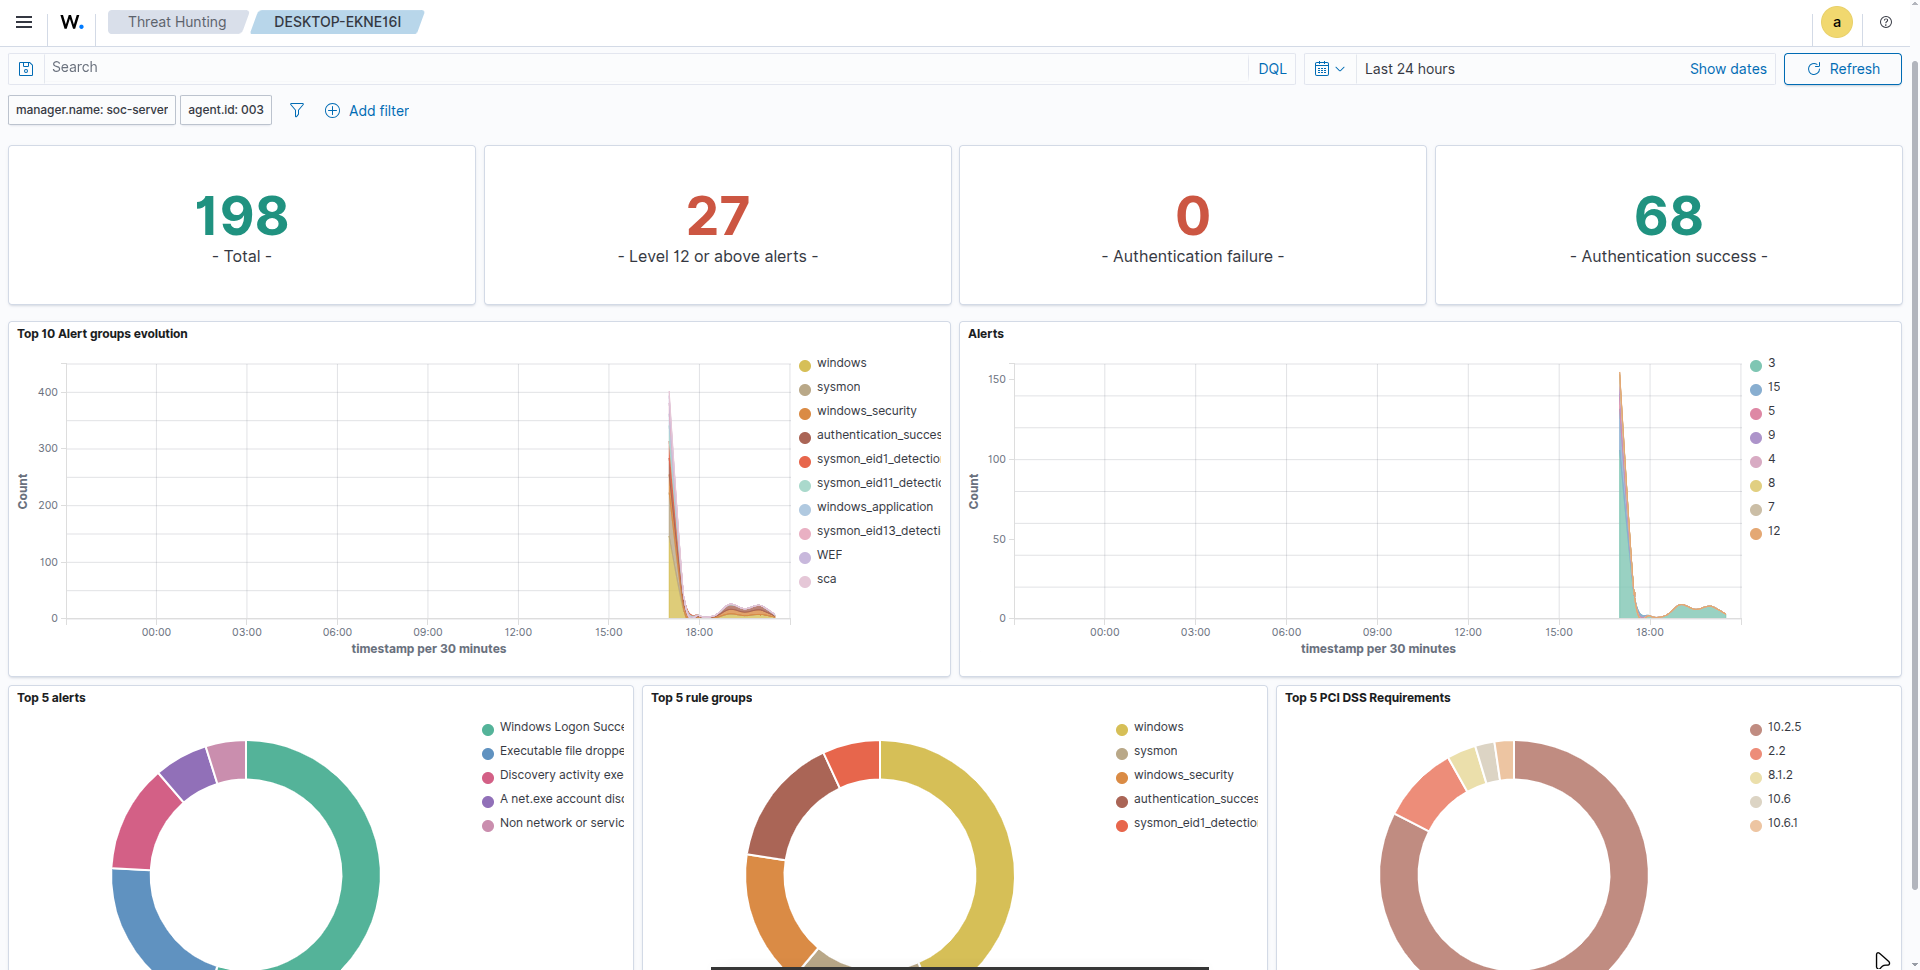 W. Threat Hunting DESKTOP-EKNE16I a
Search DQL Last 24 hours Show dates Refresh
manager.name: soc-server agent.id: 003 Add filter
198
- Total -
27
- Level 12 or above alerts -
0
- Authentication failure -
68
- Authentication success -
Top 10 Alert groups evolution
400
300
200
100
0
Count
00:00 03:00 06:00 09:00 12:00 15:00 18:00
timestamp per 30 minutes
windows
sysmon
windows_security
authentication_succes
sysmon_eid1_detectio
sysmon_eid11_detectic
windows_application
sysmon_eid13_detecti
WEF
sca
Alerts
150
100
50
0
Count
00:00 03:00 06:00 09:00 12:00 15:00 18:00
timestamp per 30 minutes
3
15
5
9
4
8
7
12
Top 5 alerts
Windows Logon Succe
Executable file droppe
Discovery activity exe
A net.exe account disc
Non network or servic
Top 5 rule groups
windows
sysmon
windows_security
authentication_succes
sysmon_eid1_detectio
Top 5 PCI DSS Requirements
10.2.5
2.2
8.1.2
10.6
10.6.1